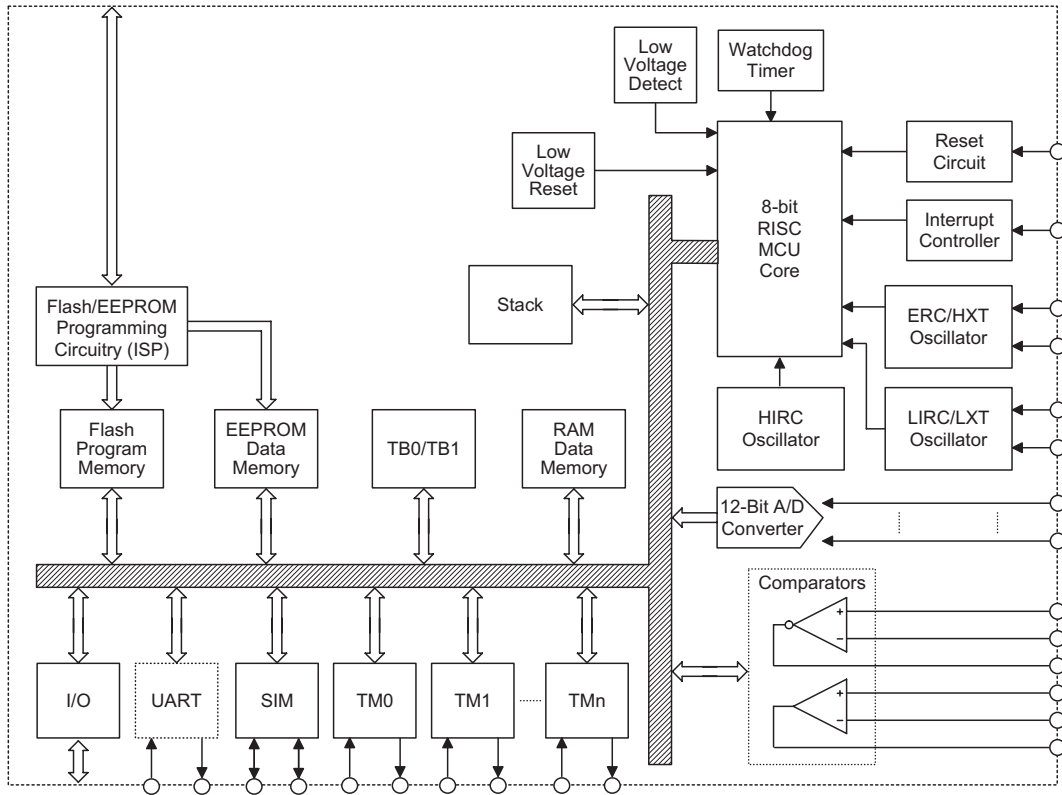 Low
Voltage
Detect
Watchdog
Timer
Low
Voltage
Reset
8-bit
RISC
MCU
Core
Reset
Circuit
Interrupt
Controller
Stack
Flash/EEPROM
Programming
Circuitry (ISP)
ERC/HXT
Oscillator
HIRC
Oscillator
LIRC/LXT
Oscillator
Flash
Program
Memory
EEPROM
Data
Memory
TB0/TB1
RAM
Data
Memory
12-Bit A/D
Converter
Comparators
+
−
+
−
I/O
UART
SIM
TM0
TM1
TMn